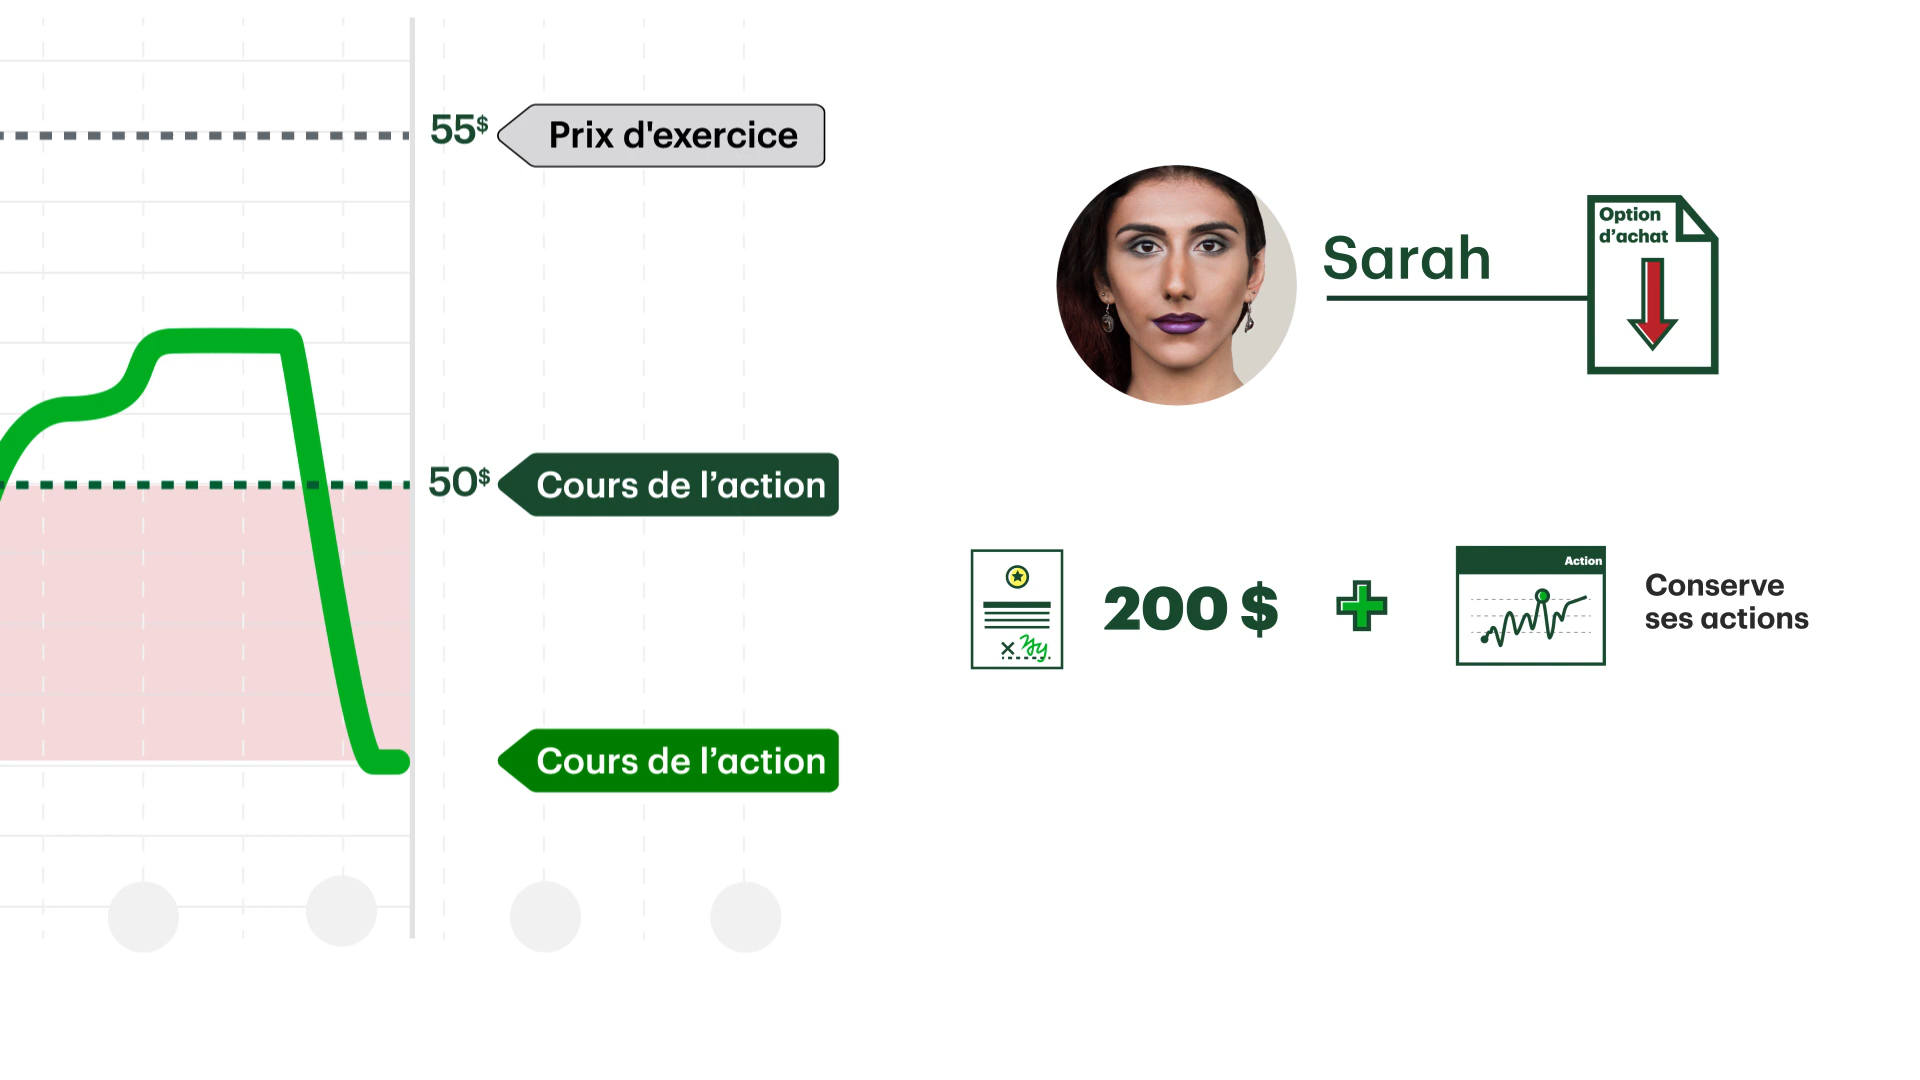 55$
Prix d'exercice
50$
Cours de l’action
Cours de l’action
Sarah
Option
d’achat
200 $
Action
Conserve
ses actions